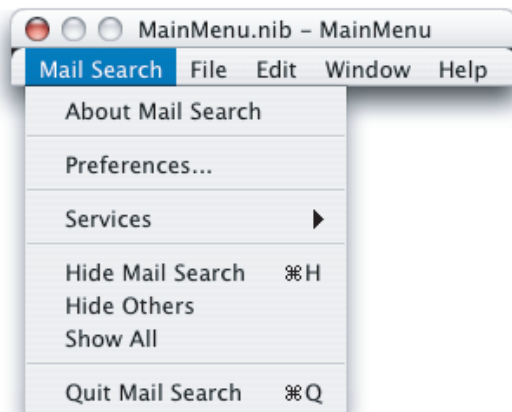 MainMenu.nib – MainMenu
Mail Search File Edit Window Help
About Mail Search
Preferences...
Services
Hide Mail Search ⌘H
Hide Others
Show All
Quit Mail Search ⌘Q